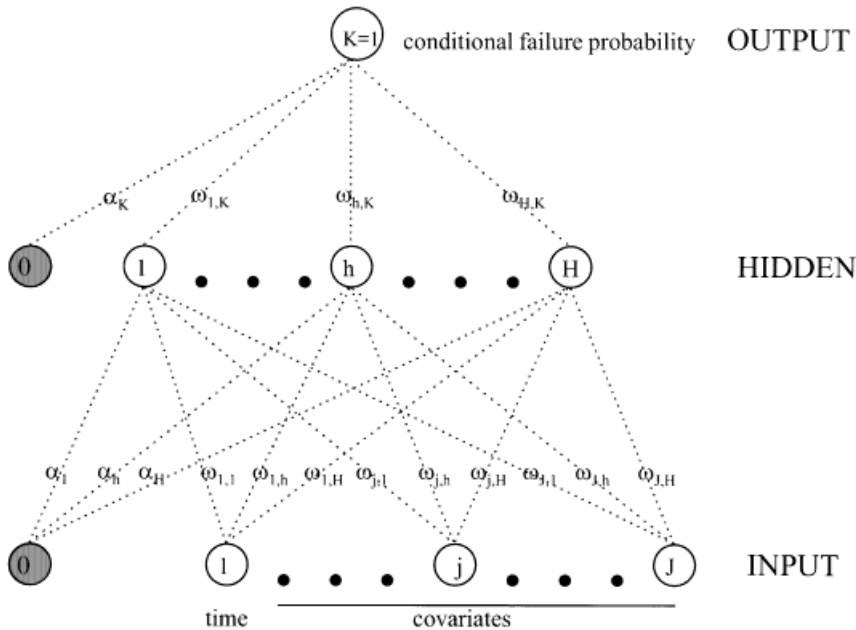 K=1 conditional failure probability OUTPUT
α_K ω_1,K ω_h,K ω_H,K
0 1 h H HIDDEN
α_1 α_h α_H ω_1,1 ω_1,h ω_1,H ω_j,1 ω_j,h ω_j,H ω_J,1 ω_J,h ω_J,H
0 1 j J INPUT
time covariates